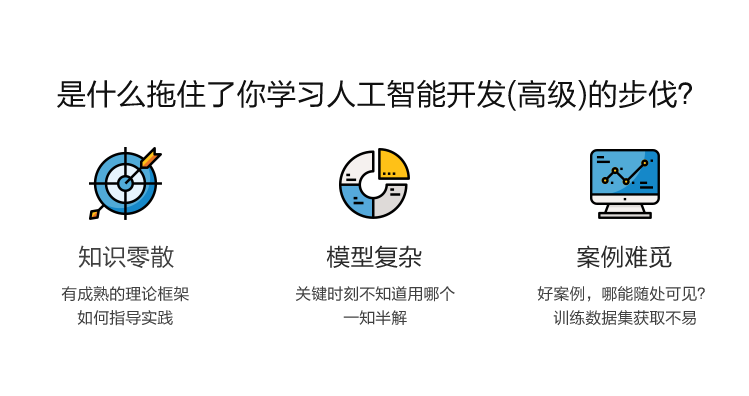 是什么拖住了你学习人工智能开发(高级)的步伐?
知识零散
有成熟的理论框架
如何指导实践
模型复杂
关键时刻不知道用哪个
一知半解
案例难觅
好案例，哪能随处可见?
训练数据集获取不易